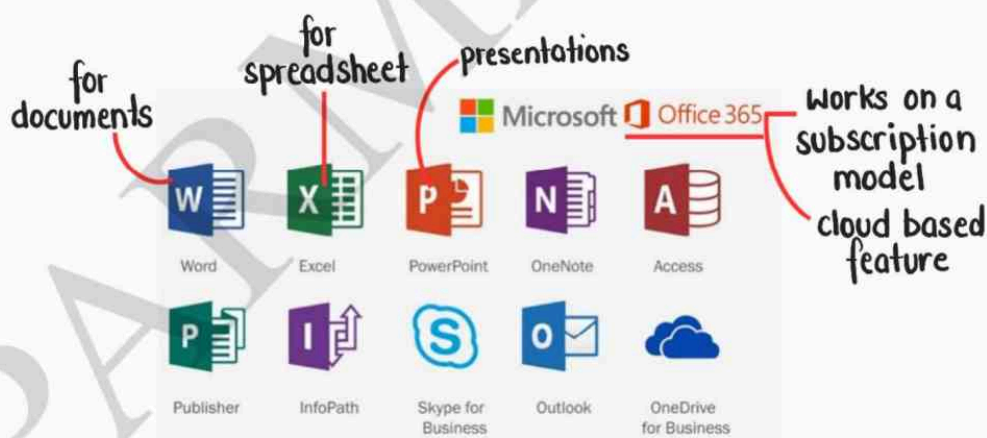 for
documents
for
spreadsheet
presentations
Microsoft Office 365
works on a
subscription
model
cloud based
feature
W
X
P
N
A
Word
Excel
PowerPoint
OneNote
Access
P
I
S
O
Publisher
InfoPath
Skype for
Business
Outlook
OneDrive
for Business